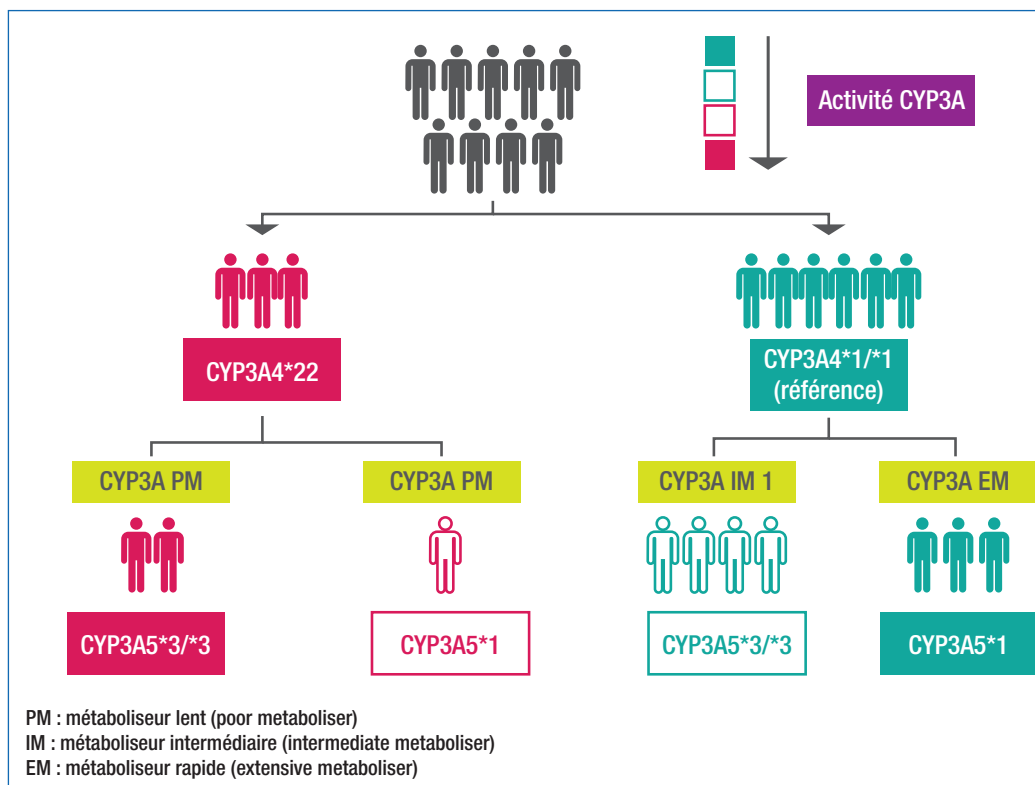 Activité CYP3A
CYP3A4*22
CYP3A4*1/*1
(référence)
CYP3A PM
CYP3A PM
CYP3A IM 1
CYP3A EM
CYP3A5*3/*3
CYP3A5*1
CYP3A5*3/*3
CYP3A5*1
PM : métaboliseur lent (poor metaboliser)
IM : métaboliseur intermédiaire (intermediate metaboliser)
EM : métaboliseur rapide (extensive metaboliser)